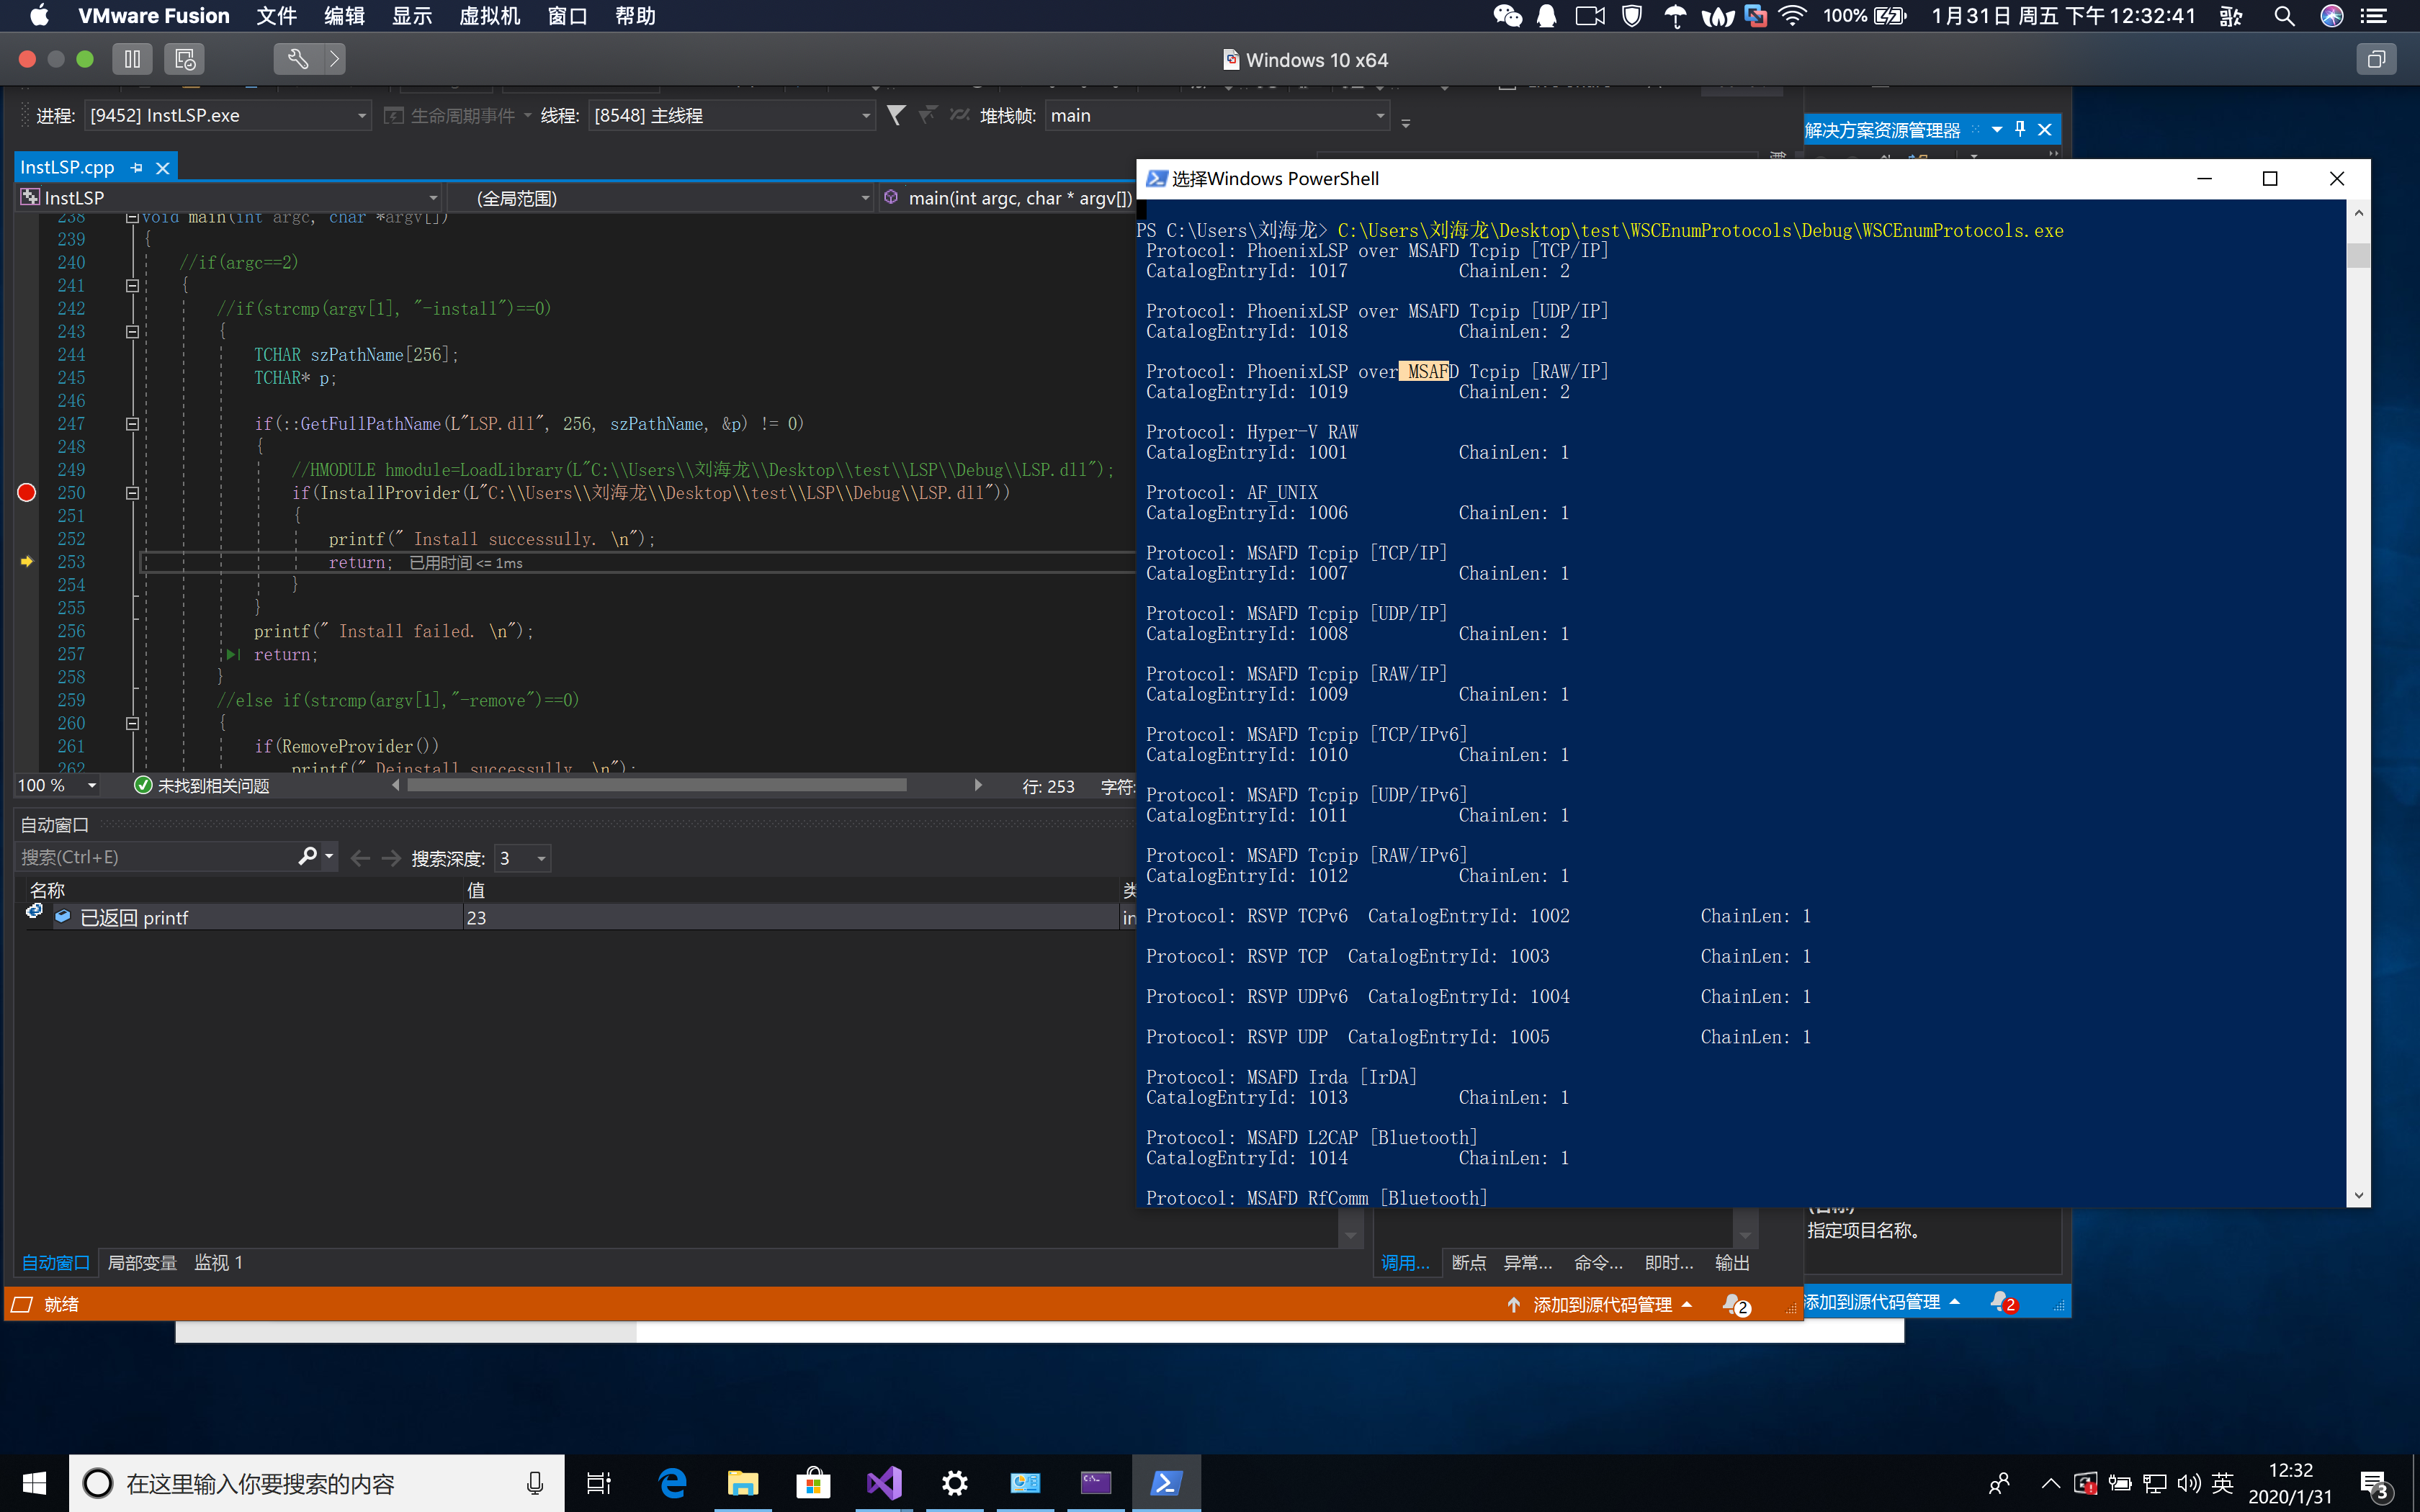 VMware Fusion 文件 编辑 显示 虚拟机 窗口 帮助
100% 1月31日 周五 下午12:32:41
Windows 10 x64
进程: [9452] InstLSP.exe 生命周期事件 线程: [8548] 主线程 堆栈帧: main
解决方案资源管理器
InstLSP.cpp
InstLSP (全局范围) main(int argc, char * argv[])
238 void main(int argc, char *argv[])
239 {
240 //if(argc==2)
241 {
242 //if(strcmp(argv[1], "-install")==0)
243 {
244 TCHAR szPathName[256];
245 TCHAR* p;
246
247 if(::GetFullPathName(L"LSP.dll", 256, szPathName, &p) != 0)
248 {
249 //HMODULE hmodule=LoadLibrary(L"C:\\Users\\刘海龙\\Desktop\\test\\LSP\\Debug\\LSP.dll");
250 if(InstallProvider(L"C:\\Users\\刘海龙\\Desktop\\test\\LSP\\Debug\\LSP.dll"))
251 {
252 printf(" Install successully. \n");
253 return; 已用时间 <= 1ms
254 }
255 }
256 printf(" Install failed. \n");
257 return;
258 }
259 //else if(strcmp(argv[1],"-remove")==0)
260 {
261 if(RemoveProvider())
262 printf(" Deinstall successully. \n");
100 % 未找到相关问题 行: 253 字符:
自动窗口
搜索(Ctrl+E) 搜索深度: 3
名称 值 类
已返回 printf 23 in
自动窗口 局部变量 监视 1
调用... 断点 异常... 命令... 即时... 输出
就绪 添加到源代码管理 2
选择Windows PowerShell
PS C:\Users\刘海龙> C:\Users\刘海龙\Desktop\test\WSCEnumProtocols\Debug\WSCEnumProtocols.exe
Protocol: PhoenixLSP over MSAFD Tcpip [TCP/IP]
CatalogEntryId: 1017 ChainLen: 2
Protocol: PhoenixLSP over MSAFD Tcpip [UDP/IP]
CatalogEntryId: 1018 ChainLen: 2
Protocol: PhoenixLSP over MSAFD Tcpip [RAW/IP]
CatalogEntryId: 1019 ChainLen: 2
Protocol: Hyper-V RAW
CatalogEntryId: 1001 ChainLen: 1
Protocol: AF_UNIX
CatalogEntryId: 1006 ChainLen: 1
Protocol: MSAFD Tcpip [TCP/IP]
CatalogEntryId: 1007 ChainLen: 1
Protocol: MSAFD Tcpip [UDP/IP]
CatalogEntryId: 1008 ChainLen: 1
Protocol: MSAFD Tcpip [RAW/IP]
CatalogEntryId: 1009 ChainLen: 1
Protocol: MSAFD Tcpip [TCP/IPv6]
CatalogEntryId: 1010 ChainLen: 1
Protocol: MSAFD Tcpip [UDP/IPv6]
CatalogEntryId: 1011 ChainLen: 1
Protocol: MSAFD Tcpip [RAW/IPv6]
CatalogEntryId: 1012 ChainLen: 1
Protocol: RSVP TCPv6 CatalogEntryId: 1002 ChainLen: 1
Protocol: RSVP TCP CatalogEntryId: 1003 ChainLen: 1
Protocol: RSVP UDPv6 CatalogEntryId: 1004 ChainLen: 1
Protocol: RSVP UDP CatalogEntryId: 1005 ChainLen: 1
Protocol: MSAFD Irda [IrDA]
CatalogEntryId: 1013 ChainLen: 1
Protocol: MSAFD L2CAP [Bluetooth]
CatalogEntryId: 1014 ChainLen: 1
Protocol: MSAFD RfComm [Bluetooth]
(名称)
指定项目名称。
添加到源代码管理 2
在这里输入你要搜索的内容
英 12:32
2020/1/31 3